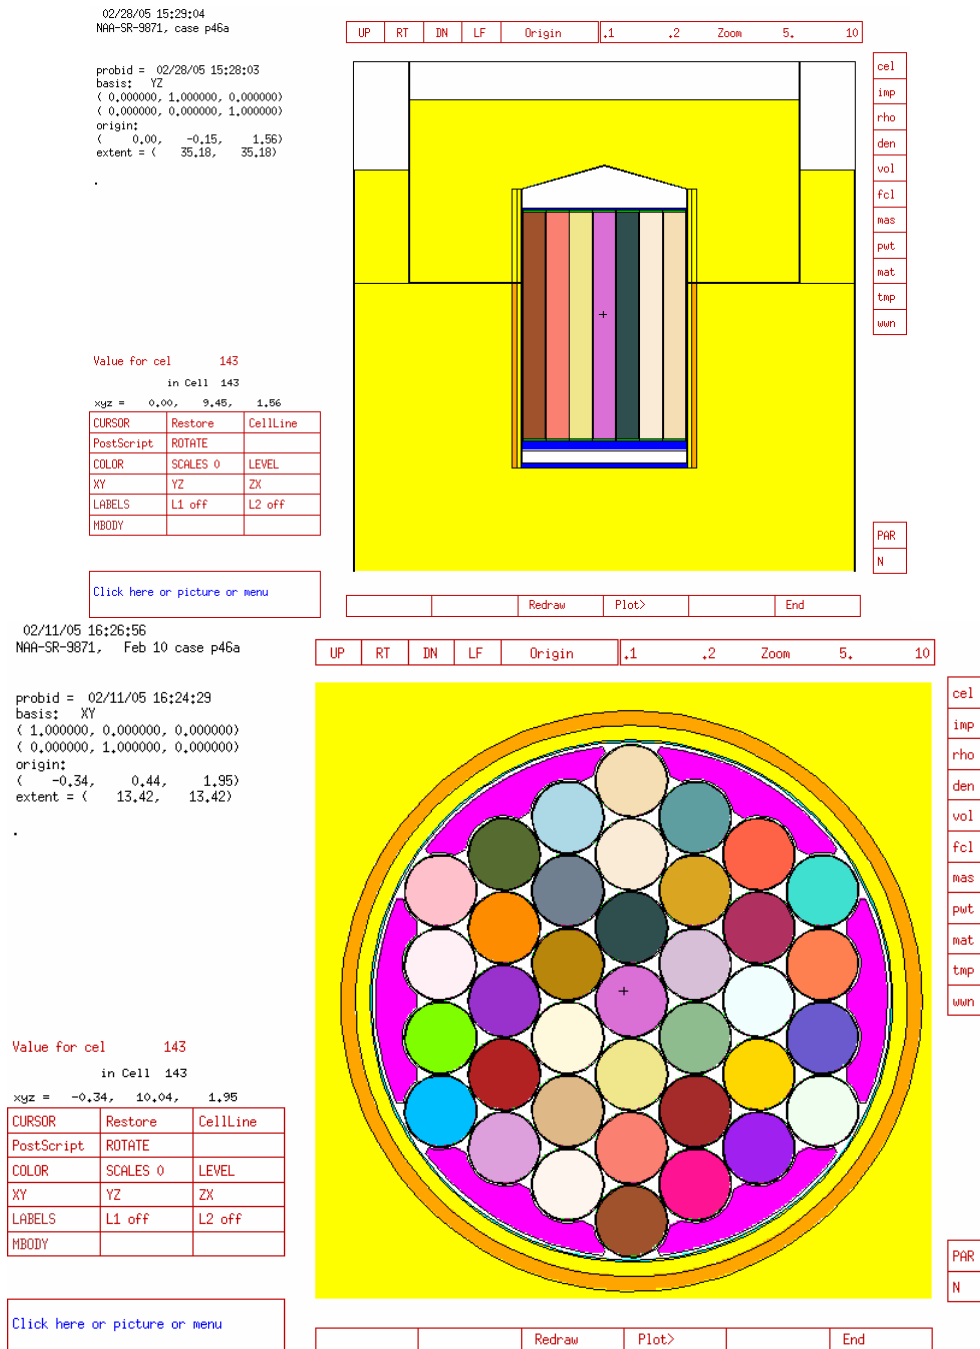 02/28/05 15:29:04
NAA-SR-9871, case p46a
probid = 02/28/05 15:28:03
basis: YZ
( 0.000000, 1.000000, 0.000000)
( 0.000000, 0.000000, 1.000000)
origin:
( 0.00, -0.15, 1.56)
extent = ( 35.18, 35.18)
.
UP RT DN LF Origin .1 .2 Zoom 5. 10
cel
imp
rho
den
vol
fcl
mas
pwt
mat
tmp
wwn
Value for cel 143
in Cell 143
xyz = 0.00, 9.45, 1.56
CURSOR Restore CellLine
PostScript ROTATE
COLOR SCALES 0 LEVEL
XY YZ ZX
LABELS L1 off L2 off
MBODY
PAR
N
Click here or picture or menu
Redraw Plot> End
02/11/05 16:26:56
NAA-SR-9871, Feb 10 case p46a
probid = 02/11/05 16:24:29
basis: XY
( 1.000000, 0.000000, 0.000000)
( 0.000000, 1.000000, 0.000000)
origin:
( -0.34, 0.44, 1.95)
extent = ( 13.42, 13.42)
.
UP RT DN LF Origin .1 .2 Zoom 5. 10
cel
imp
rho
den
vol
fcl
mas
pwt
mat
tmp
wwn
Value for cel 143
in Cell 143
xyz = -0.34, 10.04, 1.95
CURSOR Restore CellLine
PostScript ROTATE
COLOR SCALES 0 LEVEL
XY YZ ZX
LABELS L1 off L2 off
MBODY
PAR
N
Click here or picture or menu
Redraw Plot> End